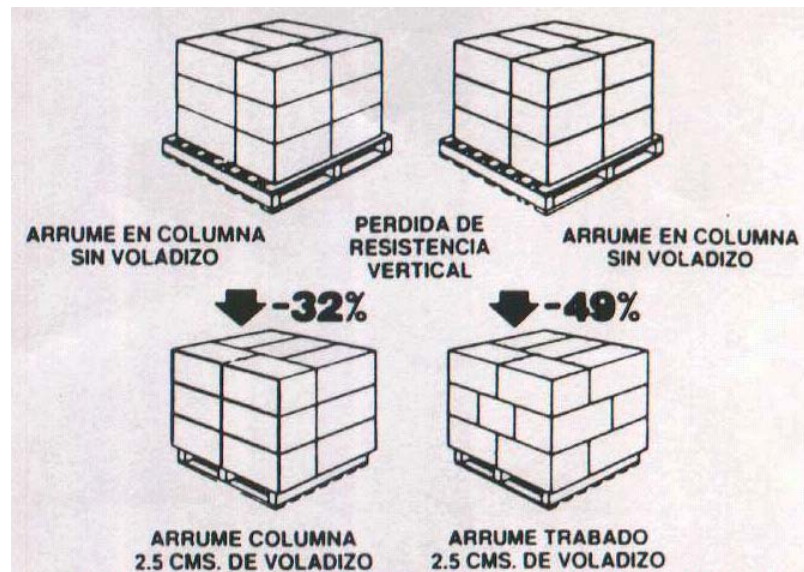 ARRUME EN COLUMNA
SIN VOLADIZO
PERDIDA DE
RESISTENCIA
VERTICAL
ARRUME EN COLUMNA
SIN VOLADIZO
-32%
-49%
ARRUME COLUMNA
2.5 CMS. DE VOLADIZO
ARRUME TRABADO
2.5 CMS. DE VOLADIZO